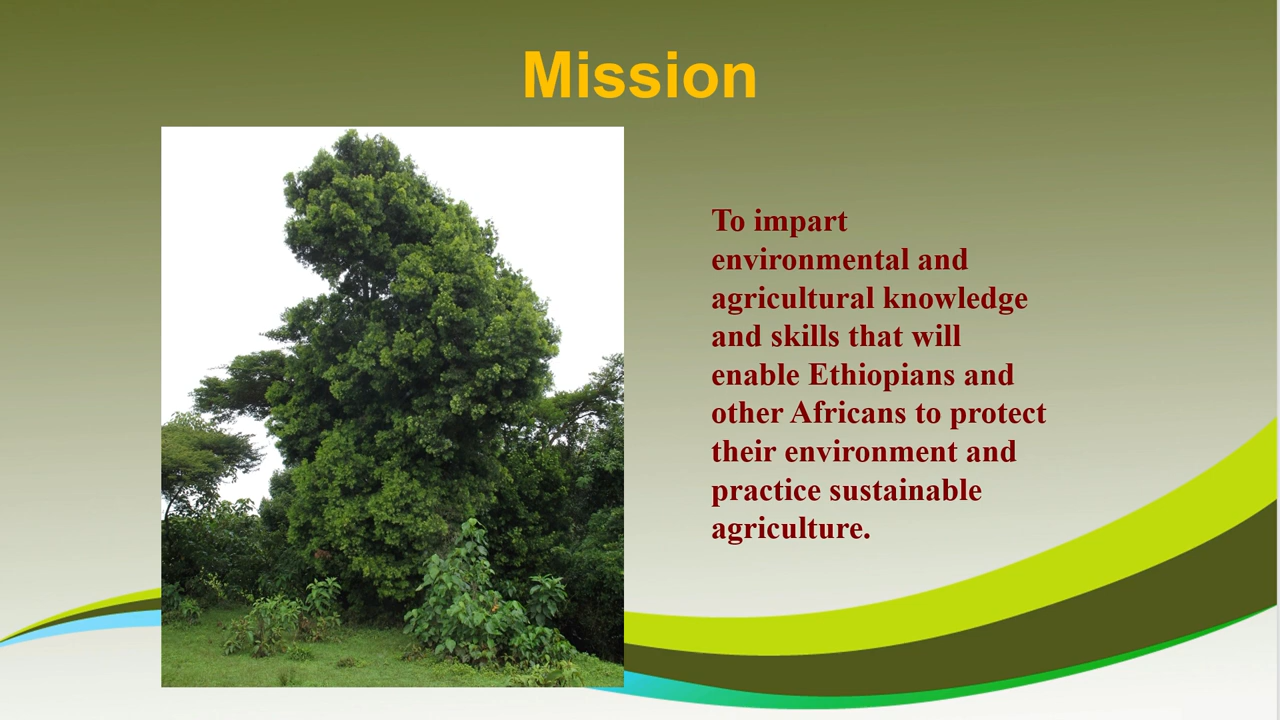 Mission
To impart
environmental and
agricultural knowledge
and skills that will
enable Ethiopians and
other Africans to protect
their environment and
practice sustainable
agriculture.